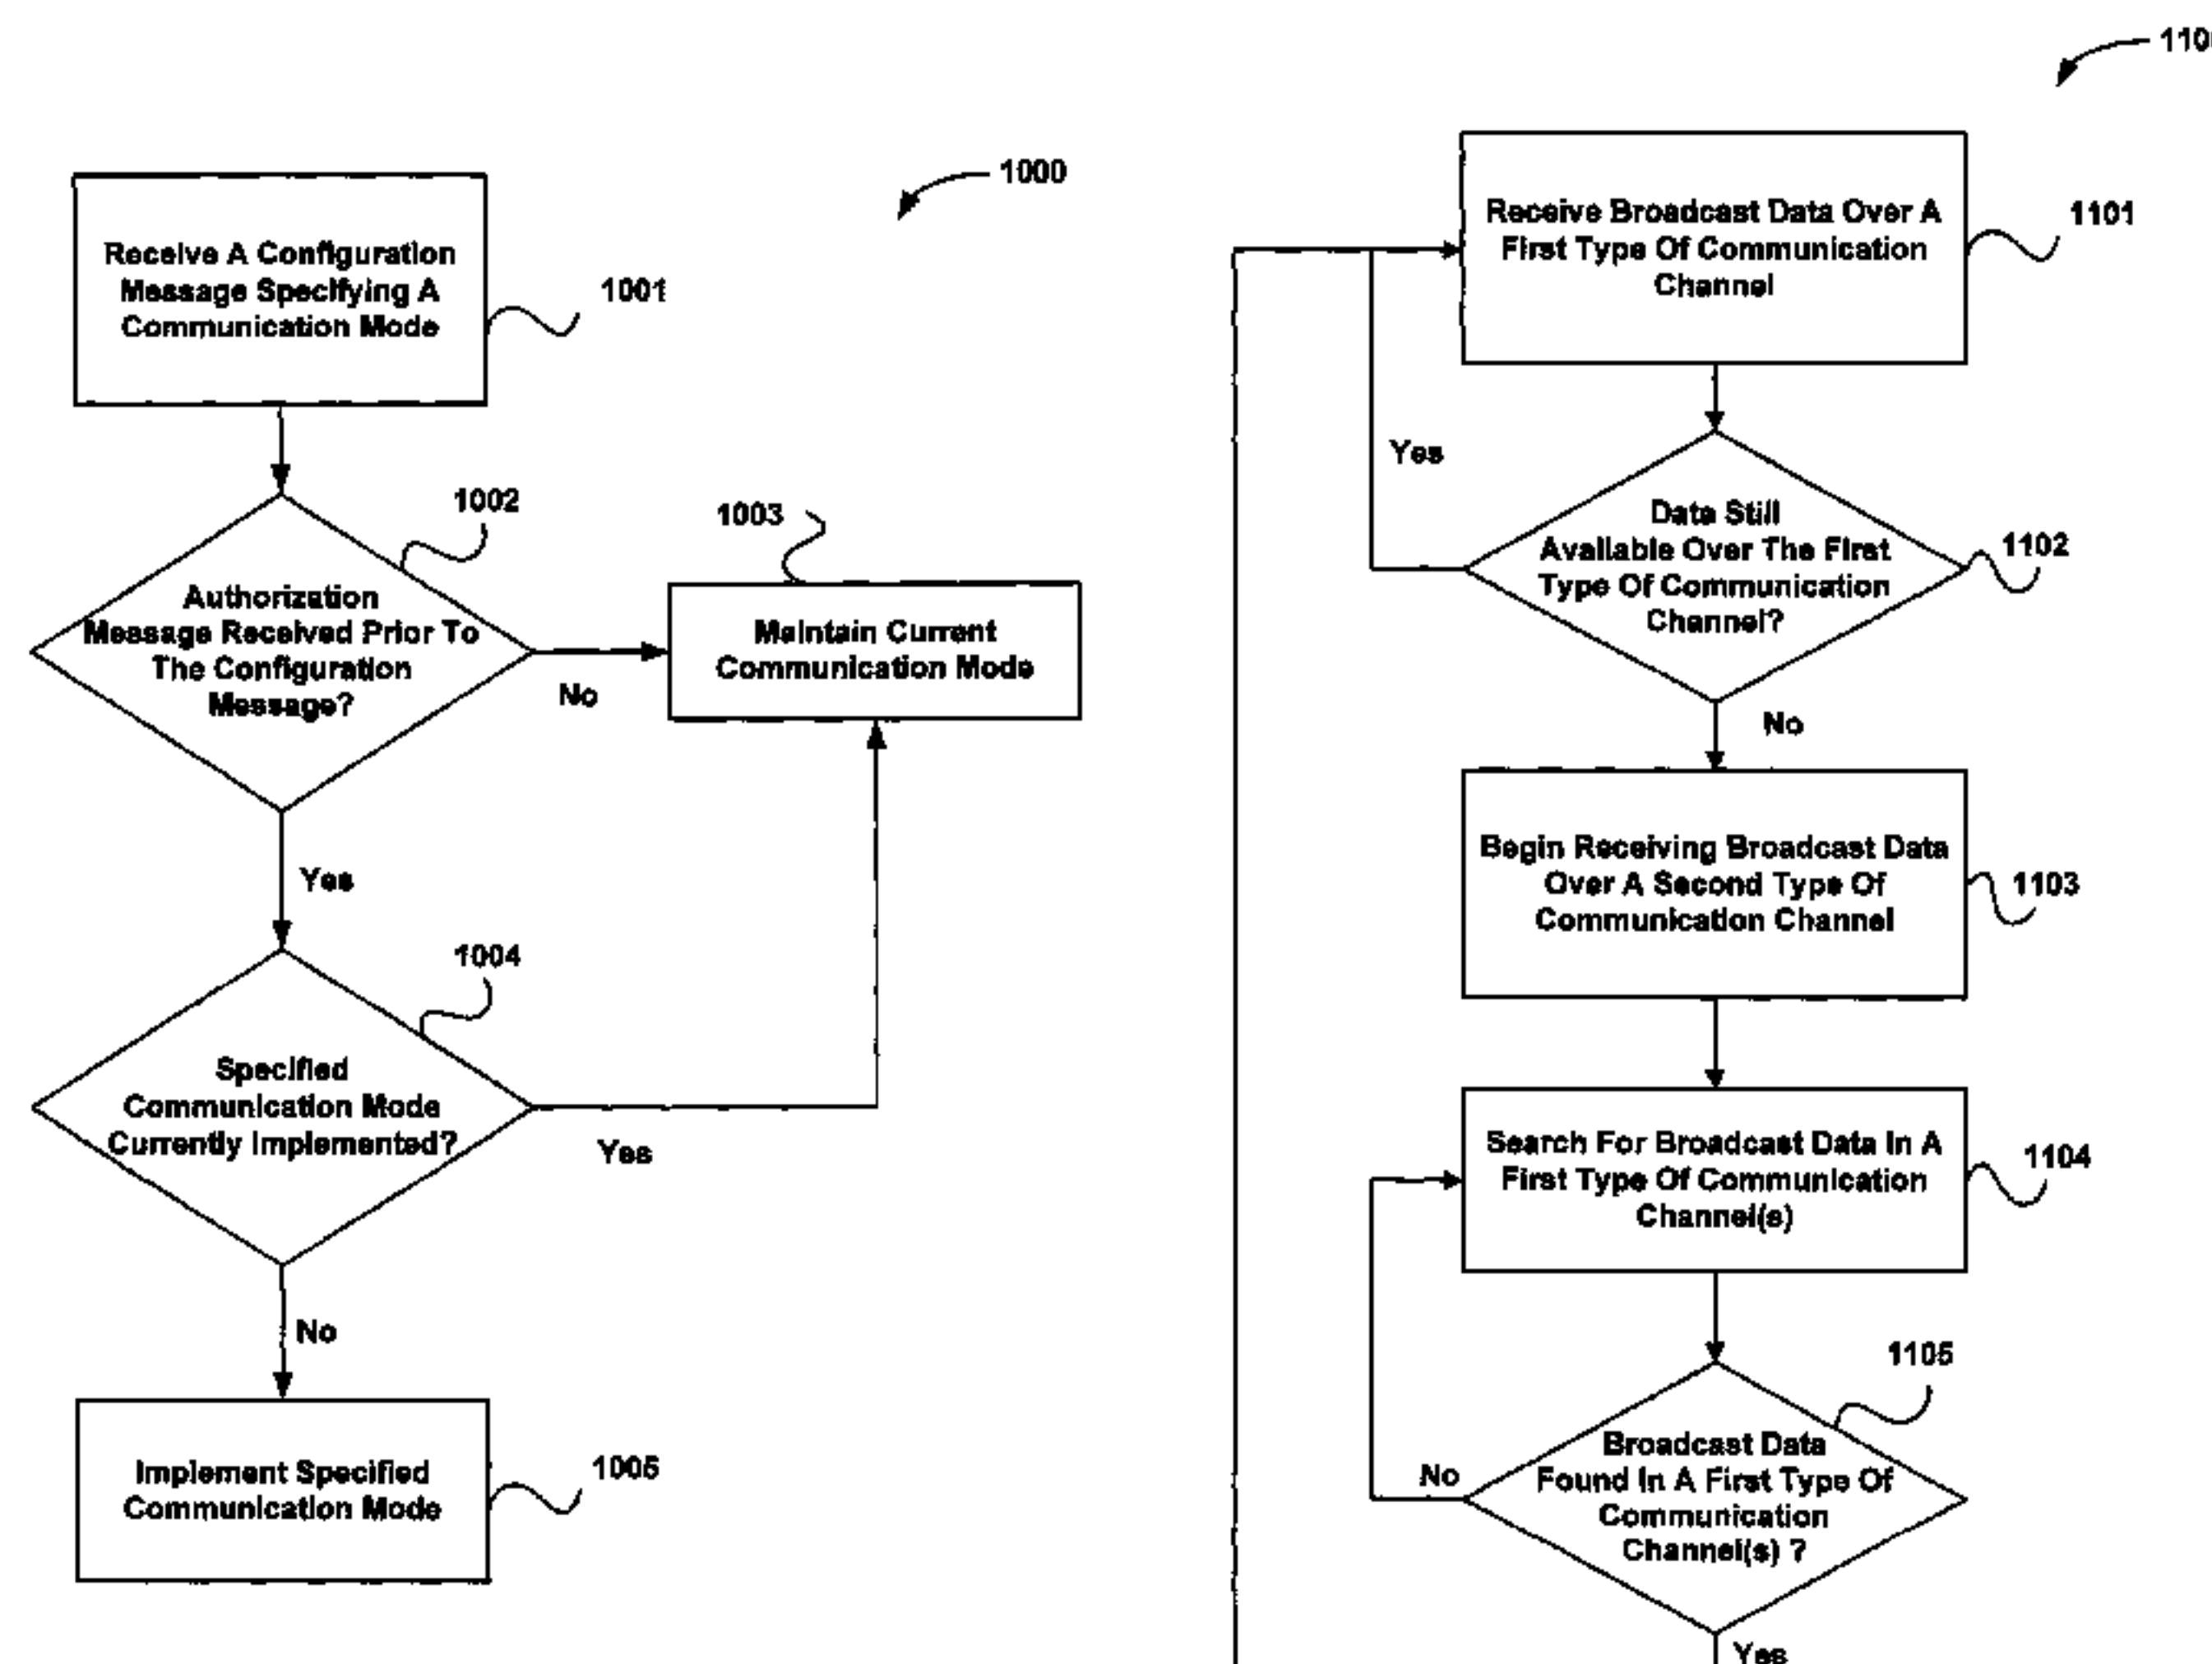 1000
Receive A Configuration
Message Specifying A
Communication Mode
1001
1002
Authorization
Message Received Prior To
The Configuration
Message?
No
1003
Maintain Current
Communication Mode
Yes
1004
Specified
Communication Mode
Currently Implemented?
Yes
No
Implement Specified
Communication Mode
1005
110
Receive Broadcast Data Over A
First Type Of Communication
Channel
1101
Yes
Data Still
Available Over The First
Type Of Communication
Channel?
1102
No
Begin Receiving Broadcast Data
Over A Second Type Of
Communication Channel
1103
Search For Broadcast Data In A
First Type Of Communication
Channel(s)
1104
1105
Broadcast Data
Found In A First Type Of
Communication
Channel(s) ?
No
Yes